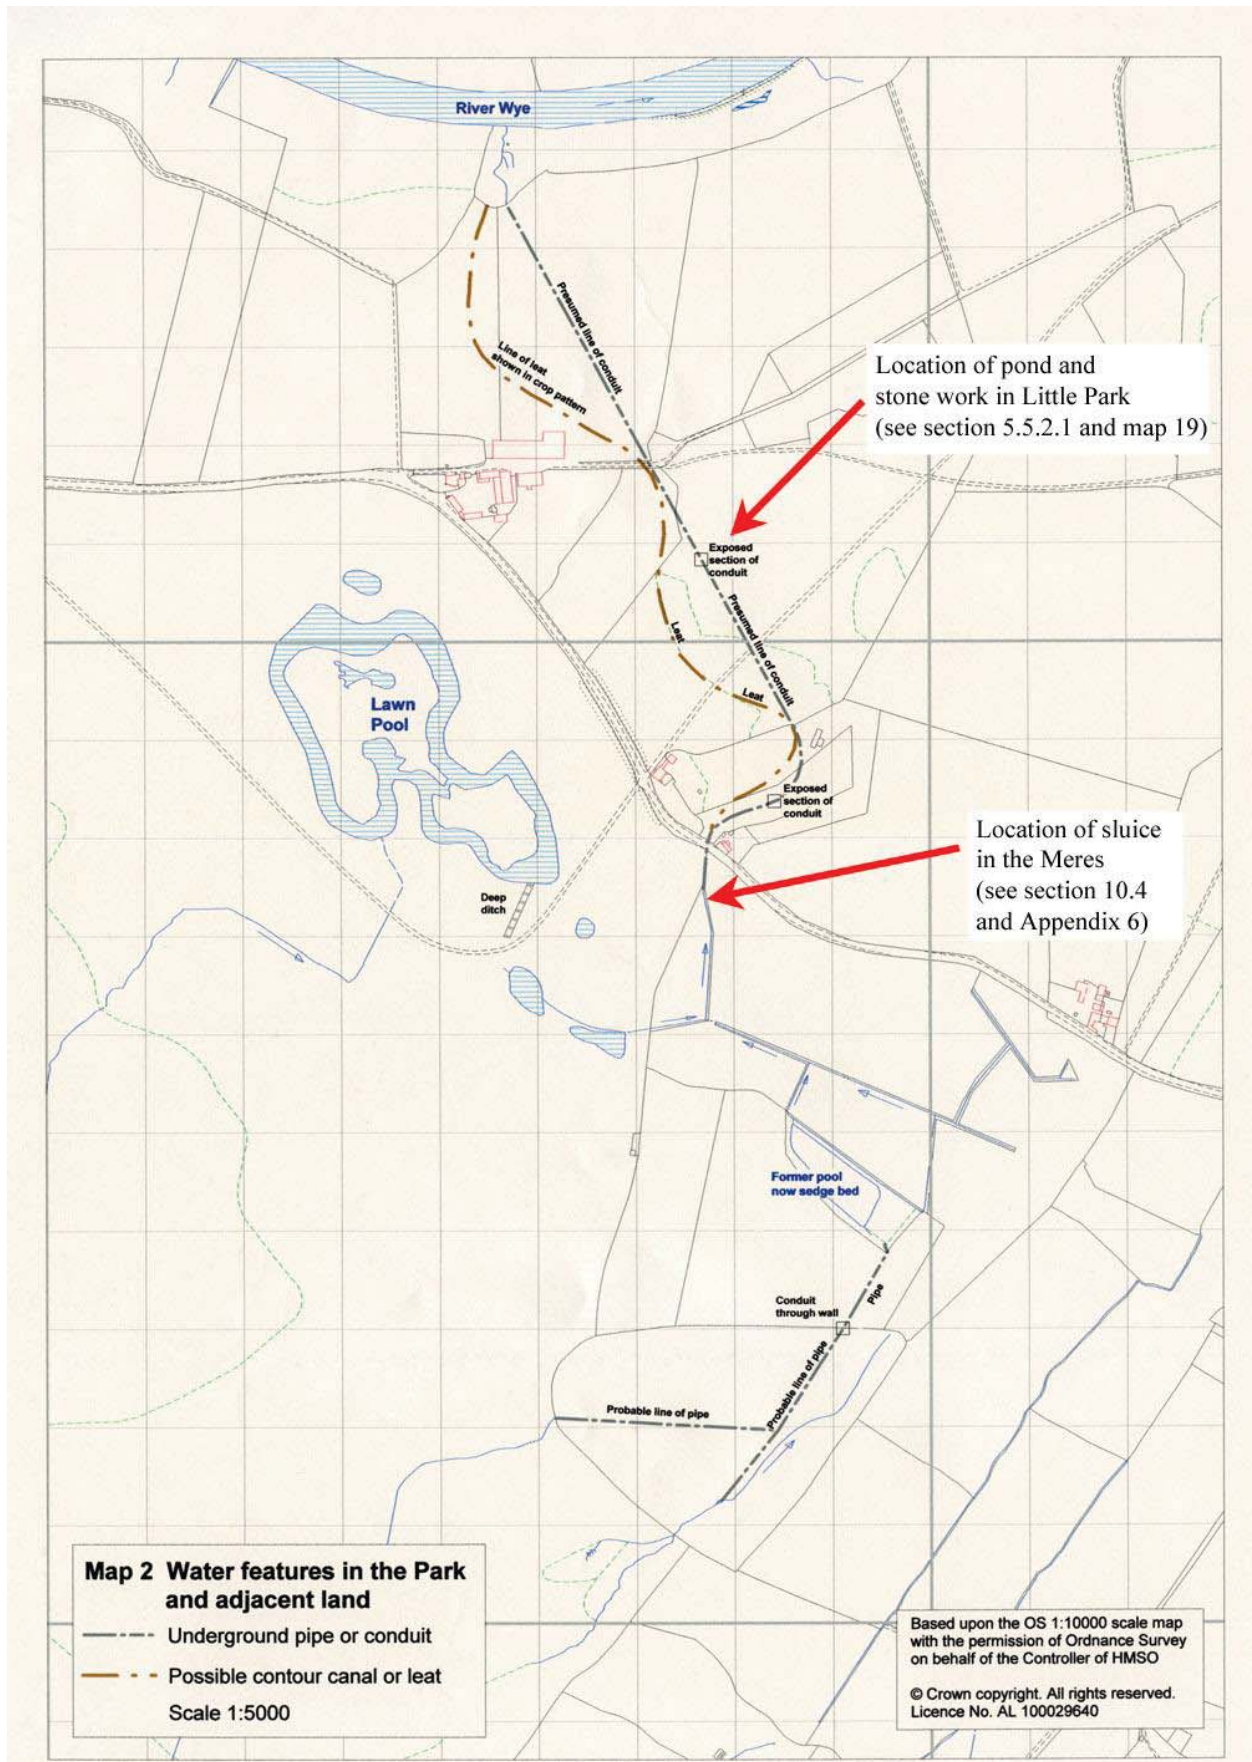 River Wye
Presumed line of conduit
Line of leat
shown in crop pattern
Location of pond and
stone work in Little Park
(see section 5.5.2.1 and map 19)
Exposed
section of
conduit
Presumed line of conduit
Leat
Leat
Lawn
Pool
Exposed
section of
conduit
Location of sluice
in the Meres
(see section 10.4
and Appendix 6)
Deep
ditch
Former pool
now sedge bed
Pipe
Conduit
through wall
Probable line of pipe
Probable line of pipe
Map 2 Water features in the Park
and adjacent land
Underground pipe or conduit
Possible contour canal or leat
Scale 1:5000
Based upon the OS 1:10000 scale map
with the permission of Ordnance Survey
on behalf of the Controller of HMSO
© Crown copyright. All rights reserved.
Licence No. AL 100029640